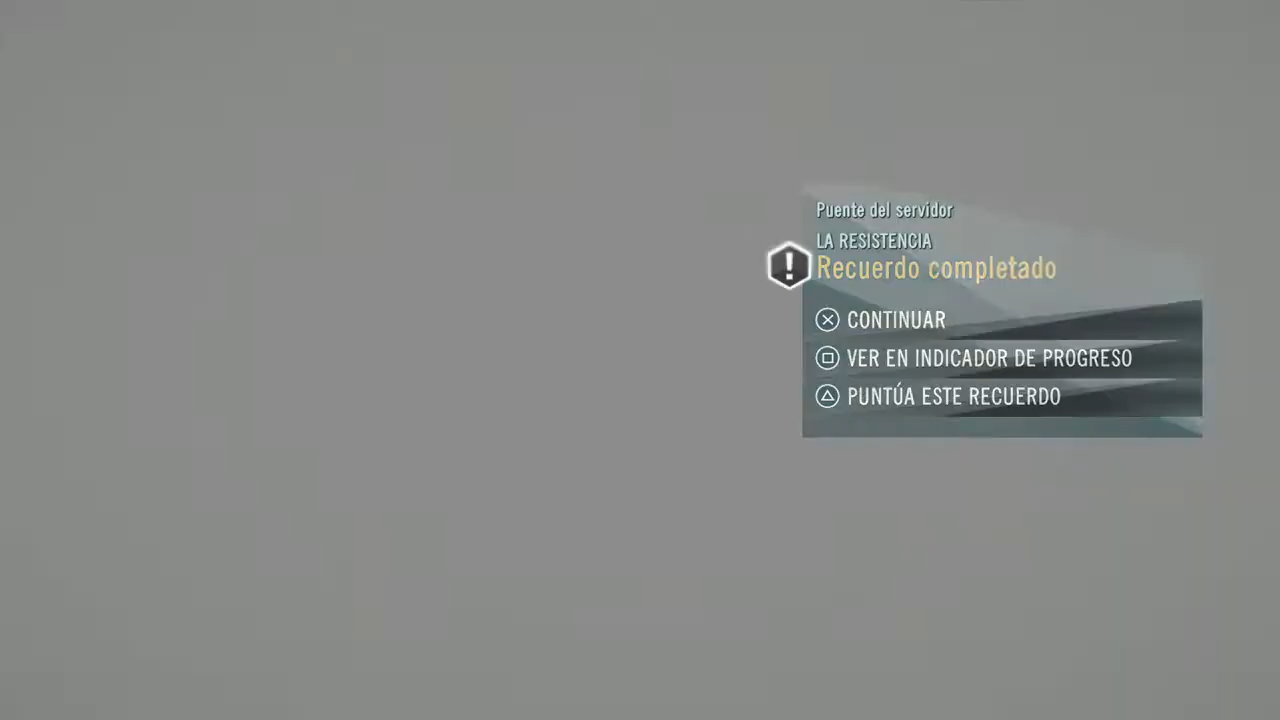 Puente del servidor
LA RESISTENCIA
Recuerdo completado
CONTINUAR
VER EN INDICADOR DE PROGRESO
PUNTÚA ESTE RECUERDO